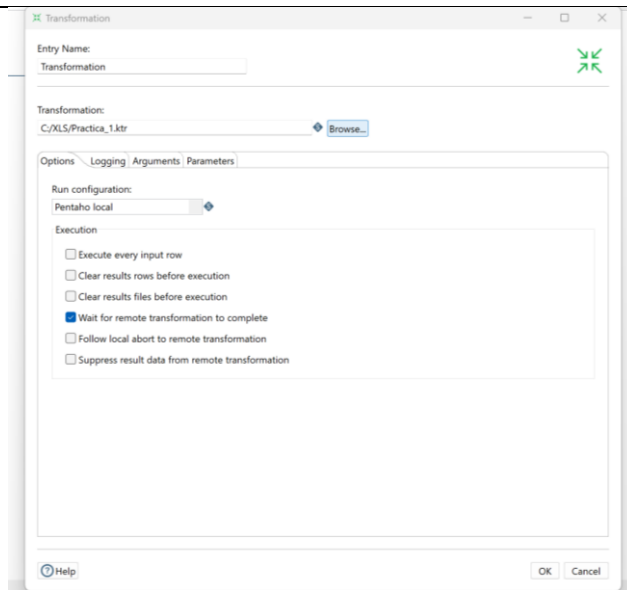 Transformation
Entry Name:
Transformation
Transformation:
C:/XLS/Practica_1.ktr Browse...
Options Logging Arguments Parameters
Run configuration:
Pentaho local
Execution
Execute every input row
Clear results rows before execution
Clear results files before execution
Wait for remote transformation to complete
Follow local abort to remote transformation
Suppress result data from remote transformation
Help OK Cancel